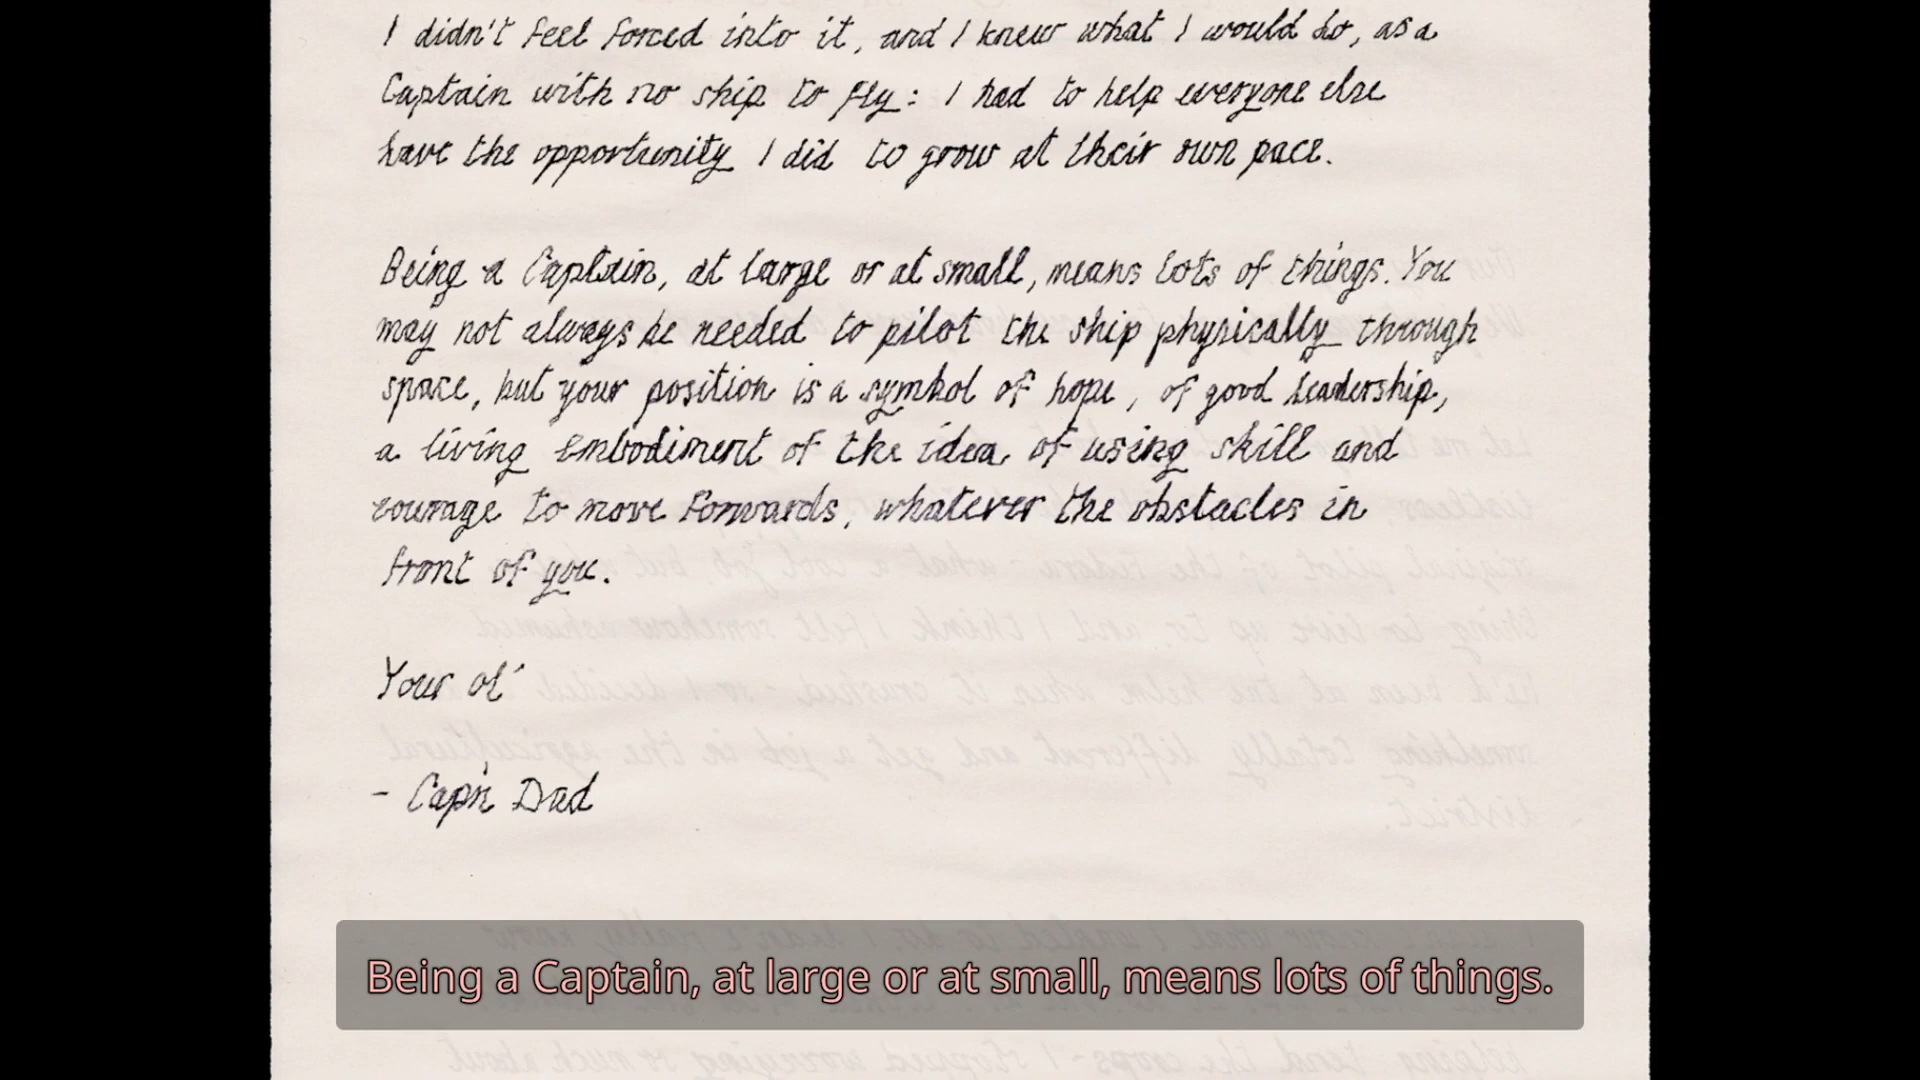 I didn't feel forced into it, and I knew what I would do, as a
Captain with no ship to fly: I had to help everyone else
have the opportunity I did to grow at their own pace.
Being a Captain, at large or at small, means lots of things. You
may not always be needed to pilot the ship physically through
space, but your position is a symbol of hope, of good leadership,
a living embodiment of the idea of using skill and
courage to move forwards, whatever the obstacles in
front of you.
Your ol'
- Cap'n Dad
Being a Captain, at large or at small, means lots of things.